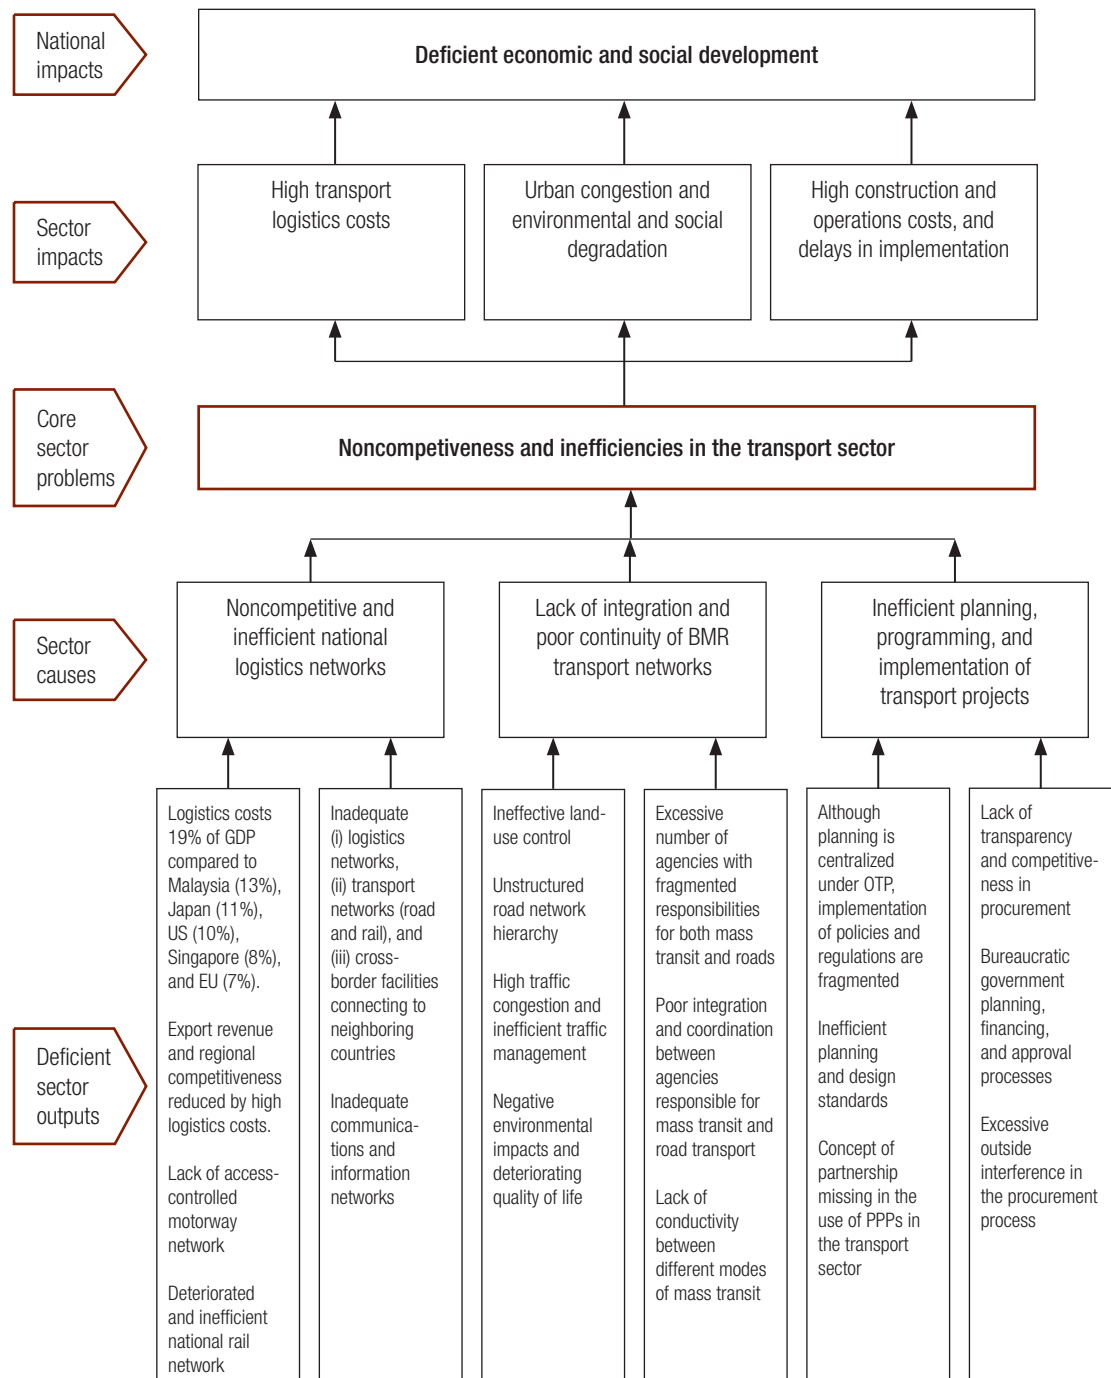 National
impacts
Deficient economic and social development
Sector
impacts
High transport
logistics costs
Urban congestion and
environmental and social
degradation
High construction and
operations costs, and
delays in implementation
Core
sector
problems
Noncompetiveness and inefficiencies in the transport sector
Sector
causes
Noncompetitive and
inefficient national
logistics networks
Lack of integration and
poor continuity of BMR
transport networks
Inefficient planning,
programming, and
implementation of
transport projects
Deficient
sector
outputs
Logistics costs
19% of GDP
compared to
Malaysia (13%),
Japan (11%),
US (10%),
Singapore (8%),
and EU (7%).
Export revenue
and regional
competitiveness
reduced by high
logistics costs.
Lack of access-
controlled
motorway
network
Deteriorated
and inefficient
national rail
network
Inadequate
(i) logistics
networks,
(ii) transport
networks (road
and rail), and
(iii) cross-
border facilities
connecting to
neighboring
countries
Inadequate
communica-
tions and
information
networks
Ineffective land-
use control
Unstructured
road network
hierarchy
High traffic
congestion and
inefficient traffic
management
Negative
environmental
impacts and
deteriorating
quality of life
Excessive
number of
agencies with
fragmented
responsibilities
for both mass
transit and roads
Poor integration
and coordination
between
agencies
responsible for
mass transit and
road transport
Lack of
conductivity
between
different modes
of mass transit
Although
planning is
centralized
under OTP,
implementation
of policies and
regulations are
fragmented
Inefficient
planning
and design
standards
Concept of
partnership
missing in the
use of PPPs in
the transport
sector
Lack of
transparency
and competitive-
ness in
procurement
Bureaucratic
government
planning,
financing,
and approval
processes
Excessive
outside
interference in
the procurement
process